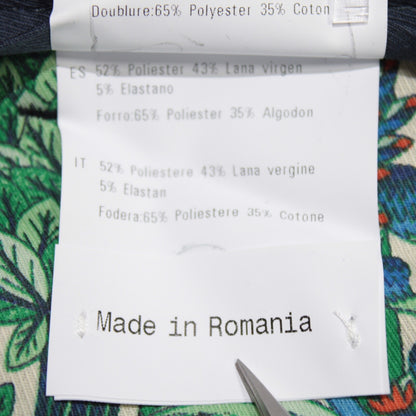 Doublure:65% Polyester 35% Coton
ES 52% Poliester 43% Lana virgen
5% Elastano
Forro:65% Poliester 35% Algodon
IT 52% Poliestere 43% Lana vergine
5% Elastan
Fodera:65% Poliestere 35% Cotone
Made in Romania